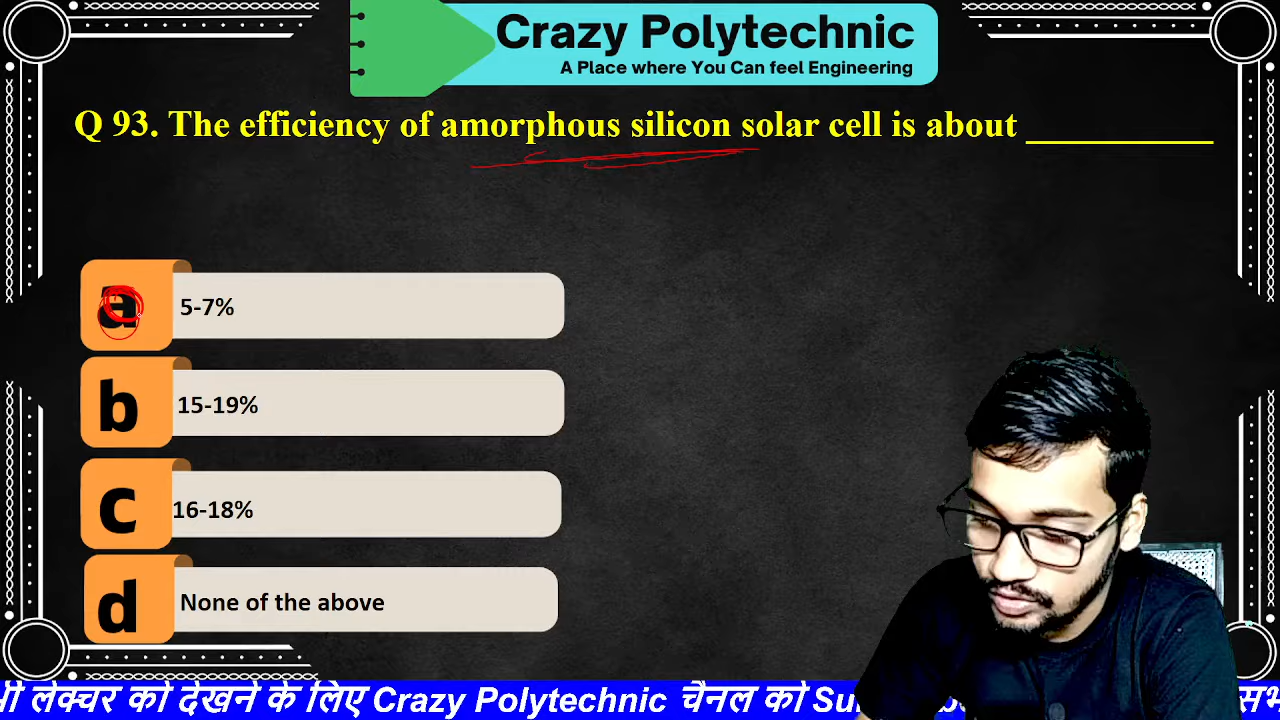 Crazy Polytechnic
A Place where You Can feel Engineering
Q 93. The efficiency of amorphous silicon solar cell is about ___________
a 5-7%
b 15-19%
c 16-18%
d None of the above
लेक्चर को देखने के लिए Crazy Polytechnic चैनल को